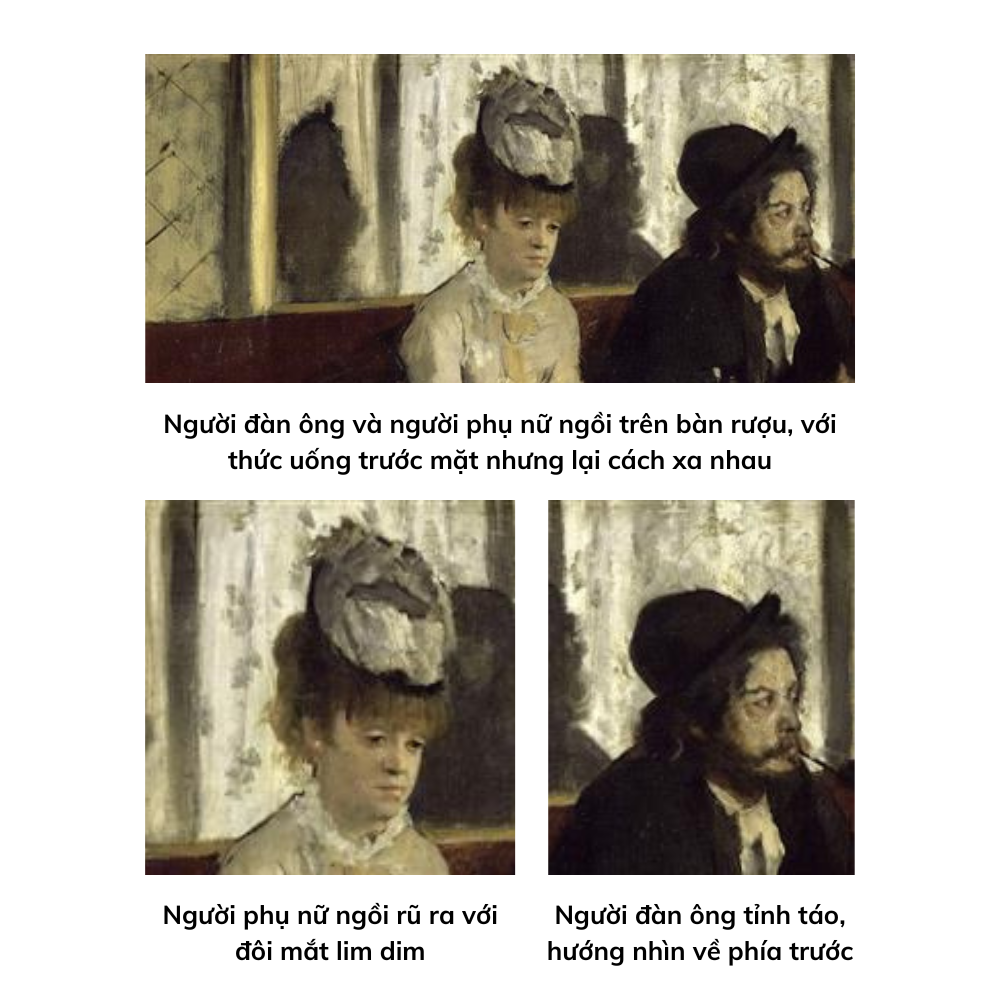 Người đàn ông và người phụ nữ ngồi trên bàn rượu, với
thức uống trước mặt nhưng lại cách xa nhau
Người phụ nữ ngồi rũ ra với
đôi mắt lim dim
Người đàn ông tỉnh táo,
hướng nhìn về phía trước